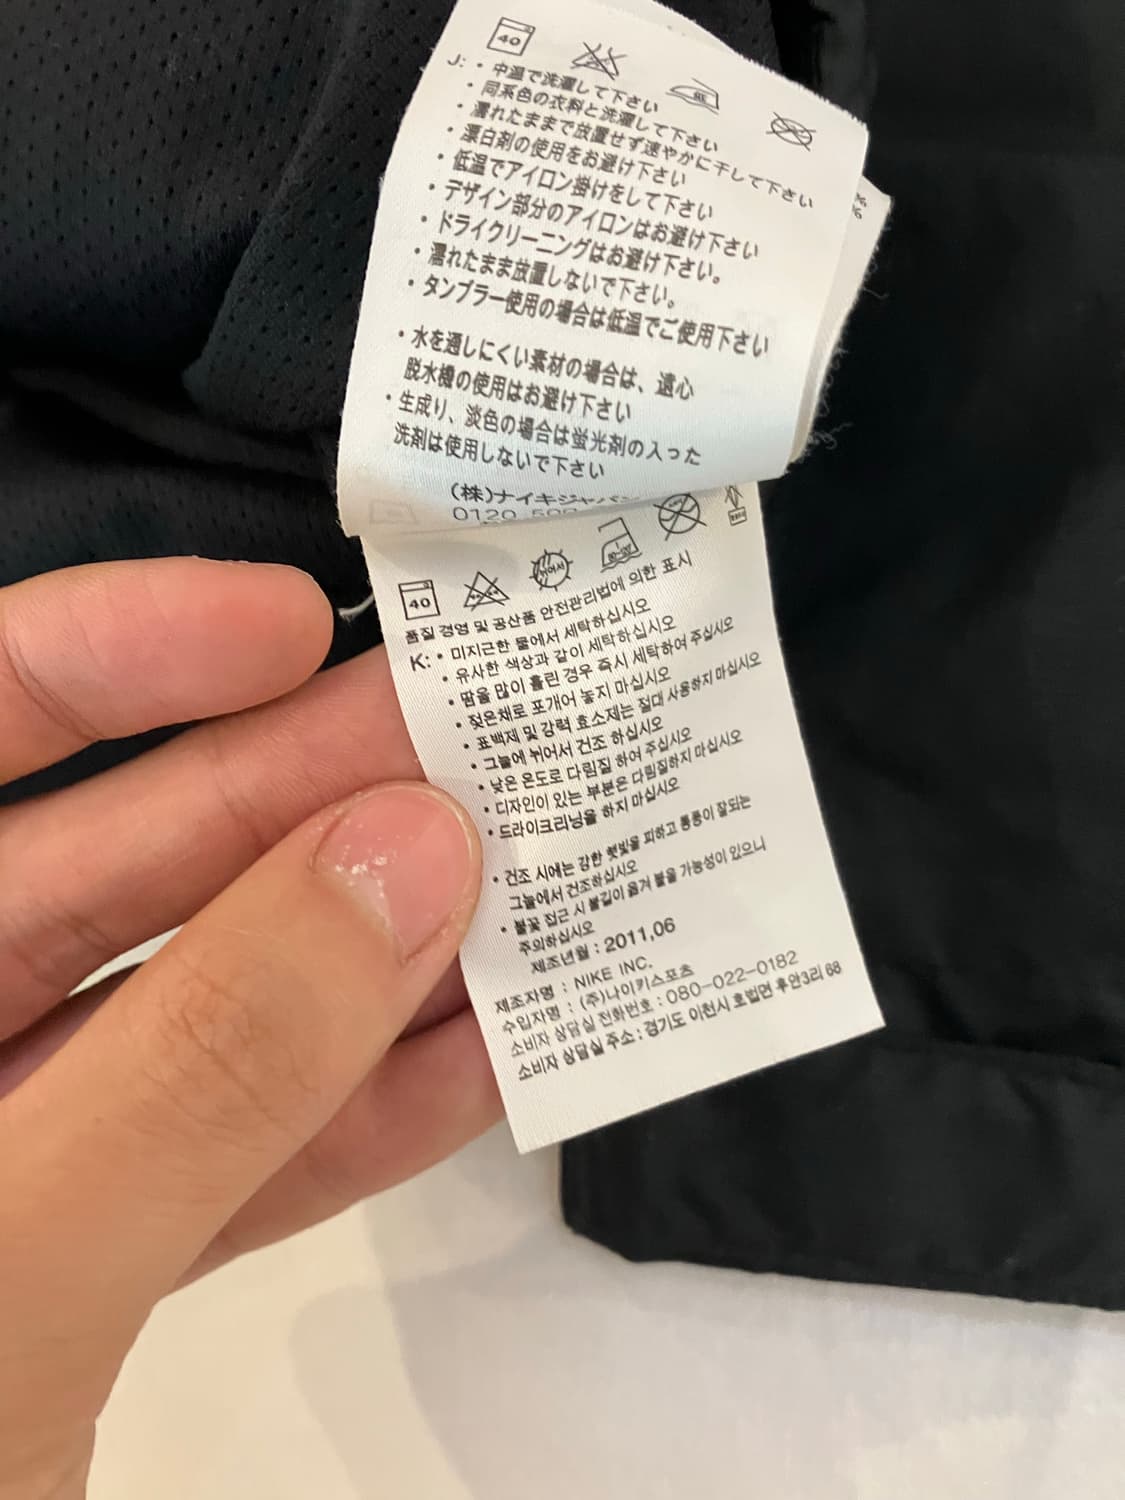 40
J: ・中温で洗濯して下さい
・同系色の衣料と洗濯して下さい
・濡れたままで放置せず速やかに干して下さい
・漂白剤の使用をお避け下さい
・低温でアイロン掛けをして下さい
・デザイン部分のアイロンはお避け下さい
・ドライクリーニングはお避け下さい。
・濡れたまま放置しないで下さい。
・タンブラー使用の場合は低温でご使用下さい
・水を通しにくい素材の場合は、遠心
脱水機の使用はお避け下さい
・生成り、淡色の場合は蛍光剤の入った
洗剤は使用しないで下さい
(株)ナイキジャパン
0120
%
%
40
품질 경영 및 공산품 안전관리법에 의한 표시
K: • 미지근한 물에서 세탁하십시오
• 유사한 색상과 같이 세탁하십시오
• 땀을 많이 흘린 경우 즉시 세탁하여 주십시오
• 젖은채로 포개어 놓지 마십시오
• 표백제 및 강력 효소제는 절대 사용하지 마십시오
• 그늘에 뉘어서 건조 하십시오
• 낮은 온도로 다림질 하여 주십시오
• 디자인이 있는 부분은 다림질하지 마십시오
• 드라이크리닝을 하지 마십시오
• 건조 시에는 강한 햇빛을 피하고 통풍이 잘되는
그늘에서 건조하십시오
• 불꽃 접근 시 불길이 옮겨 붙을 가능성이 있으니
주의하십시오
제조년월 : 2011,06
제조자명 : NIKE INC.
수입자명 : (주)나이키스포츠
소비자 상담실 전화번호 : 080-022-0182
소비자 상담실 주소 : 경기도 이천시 호법면 후안3리 68